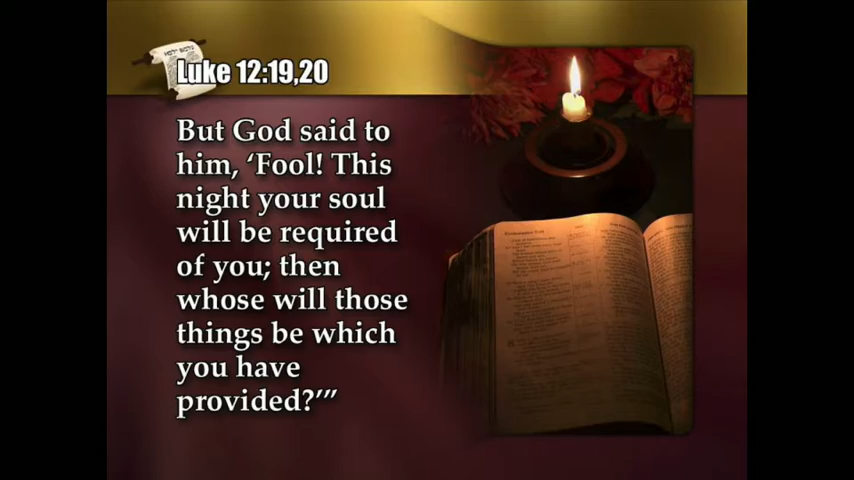 Luke 12:19,20
But God said to
him, ‘Fool! This
night your soul
will be required
of you; then
whose will those
things be which
you have
provided?’”